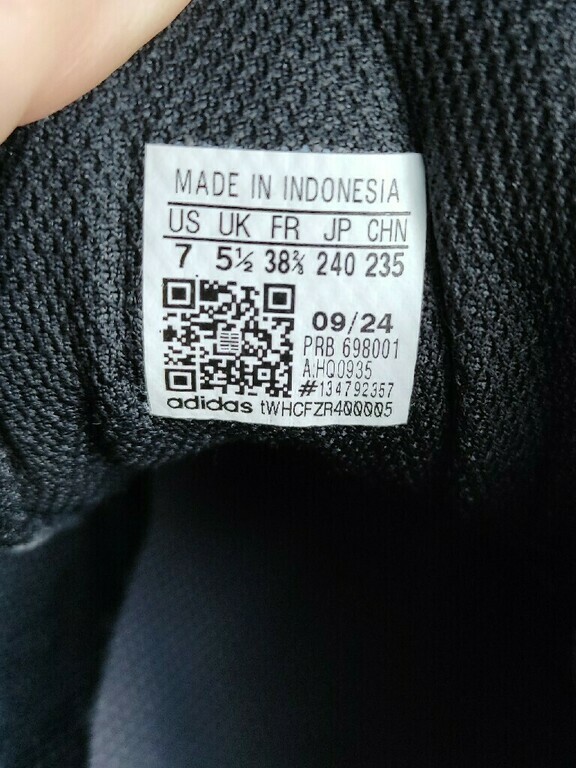 MADE IN INDONESIA
US UK FR JP CHN
7 5½ 38⅔ 240 235
09/24
PRB 698001
A:HQ0935
#134792357
adidas tWHCFZR400005